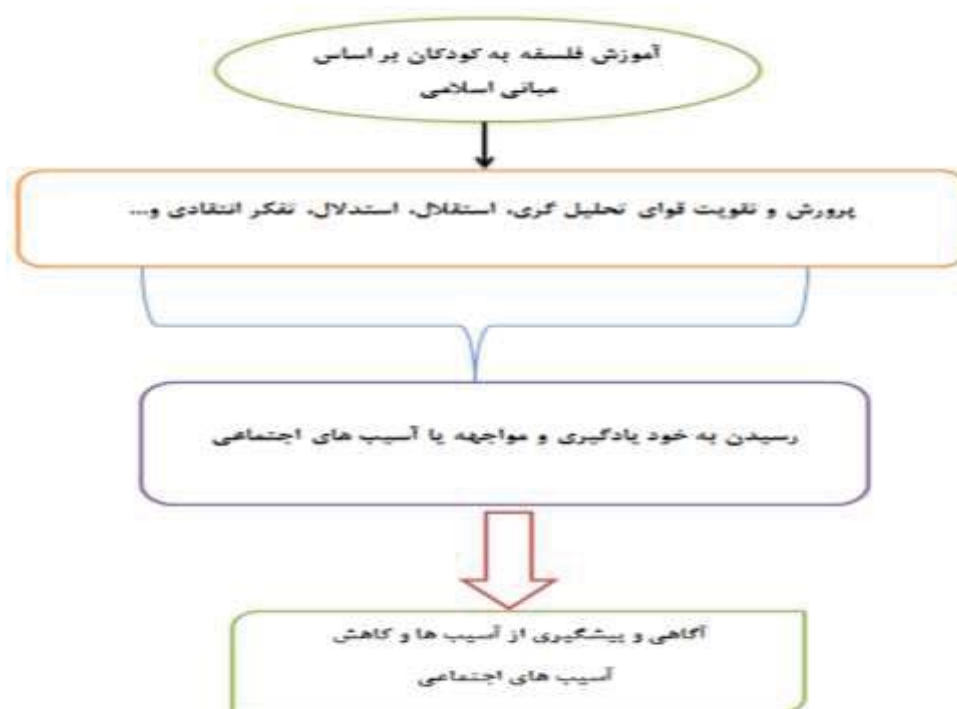 آموزش فلسفه به کودکان بر اساس
مبانی اسلامی
پرورش و تقویت قوای تحلیل گری، استقلال، استدلال، تفکر انتقادی و...
رسیدن به خود یادگیری و مواجهه با آسیب های اجتماعی
آگاهی و پیشگیری از آسیب ها و کاهش
آسیب های اجتماعی